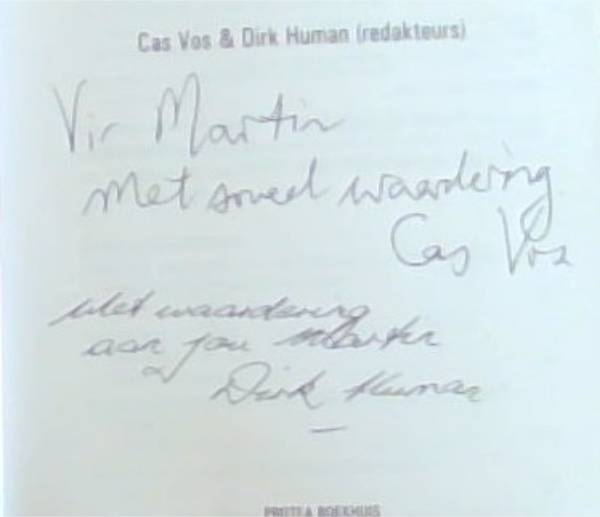 Cas Vos & Dirk Human (redakteurs)
Vir Martin
Met soveel waardering
Cas Vos
Met waardering
aan jou Martin
Dirk Human
PROTEA BOEKHUIS